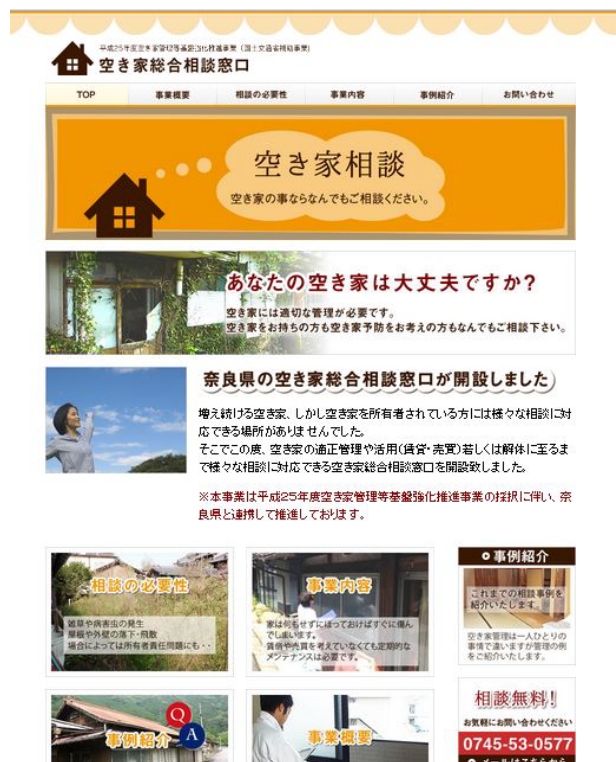 平成25年度空き家管理等基盤強化推進事業（国土交通省補助事業）
空き家総合相談窓口
TOP
事業概要
相談の必要性
事業内容
事例紹介
お問い合わせ
空き家相談
空き家の事ならなんでもご相談ください。
あなたの空き家は大丈夫ですか?
空き家には適切な管理が必要です。
空き家をお持ちの方も空き家予防をお考えの方もなんでもご相談下さい。
奈良県の空き家総合相談窓口が開設しました
増え続ける空き家、しかし空き家を所有者されている方には様々な相談に対
応できる場所がありませんでした。
そこでこの度、空き家の適正管理や活用(賃貸・売買)若しくは解体に至るま
で様々な相談に対応できる空き家総合相談窓口を開設致しました。
※本事業は平成25年度空き家管理等基盤強化推進事業の採択に伴い、奈
良県と連携して推進しております。
相談の必要性
雑草や病害虫の発生
屋根や外壁の落下・飛散
場合によっては所有者責任問題にも・・
事業内容
家は何もせずにほっておけばすぐに傷ん
でしまいます。
賃借や売買を考えていなくても定期的な
メンテナンスは必要です。
事例紹介
これまでの相談事例を
紹介いたします。
空き家管理は一人ひとりの
事情で違いますが管理の例
をご紹介いたします。
事例紹介
Q
A
事業概要
相談無料!
お気軽にお問い合わせください
0745-53-0577
メールはこちらから